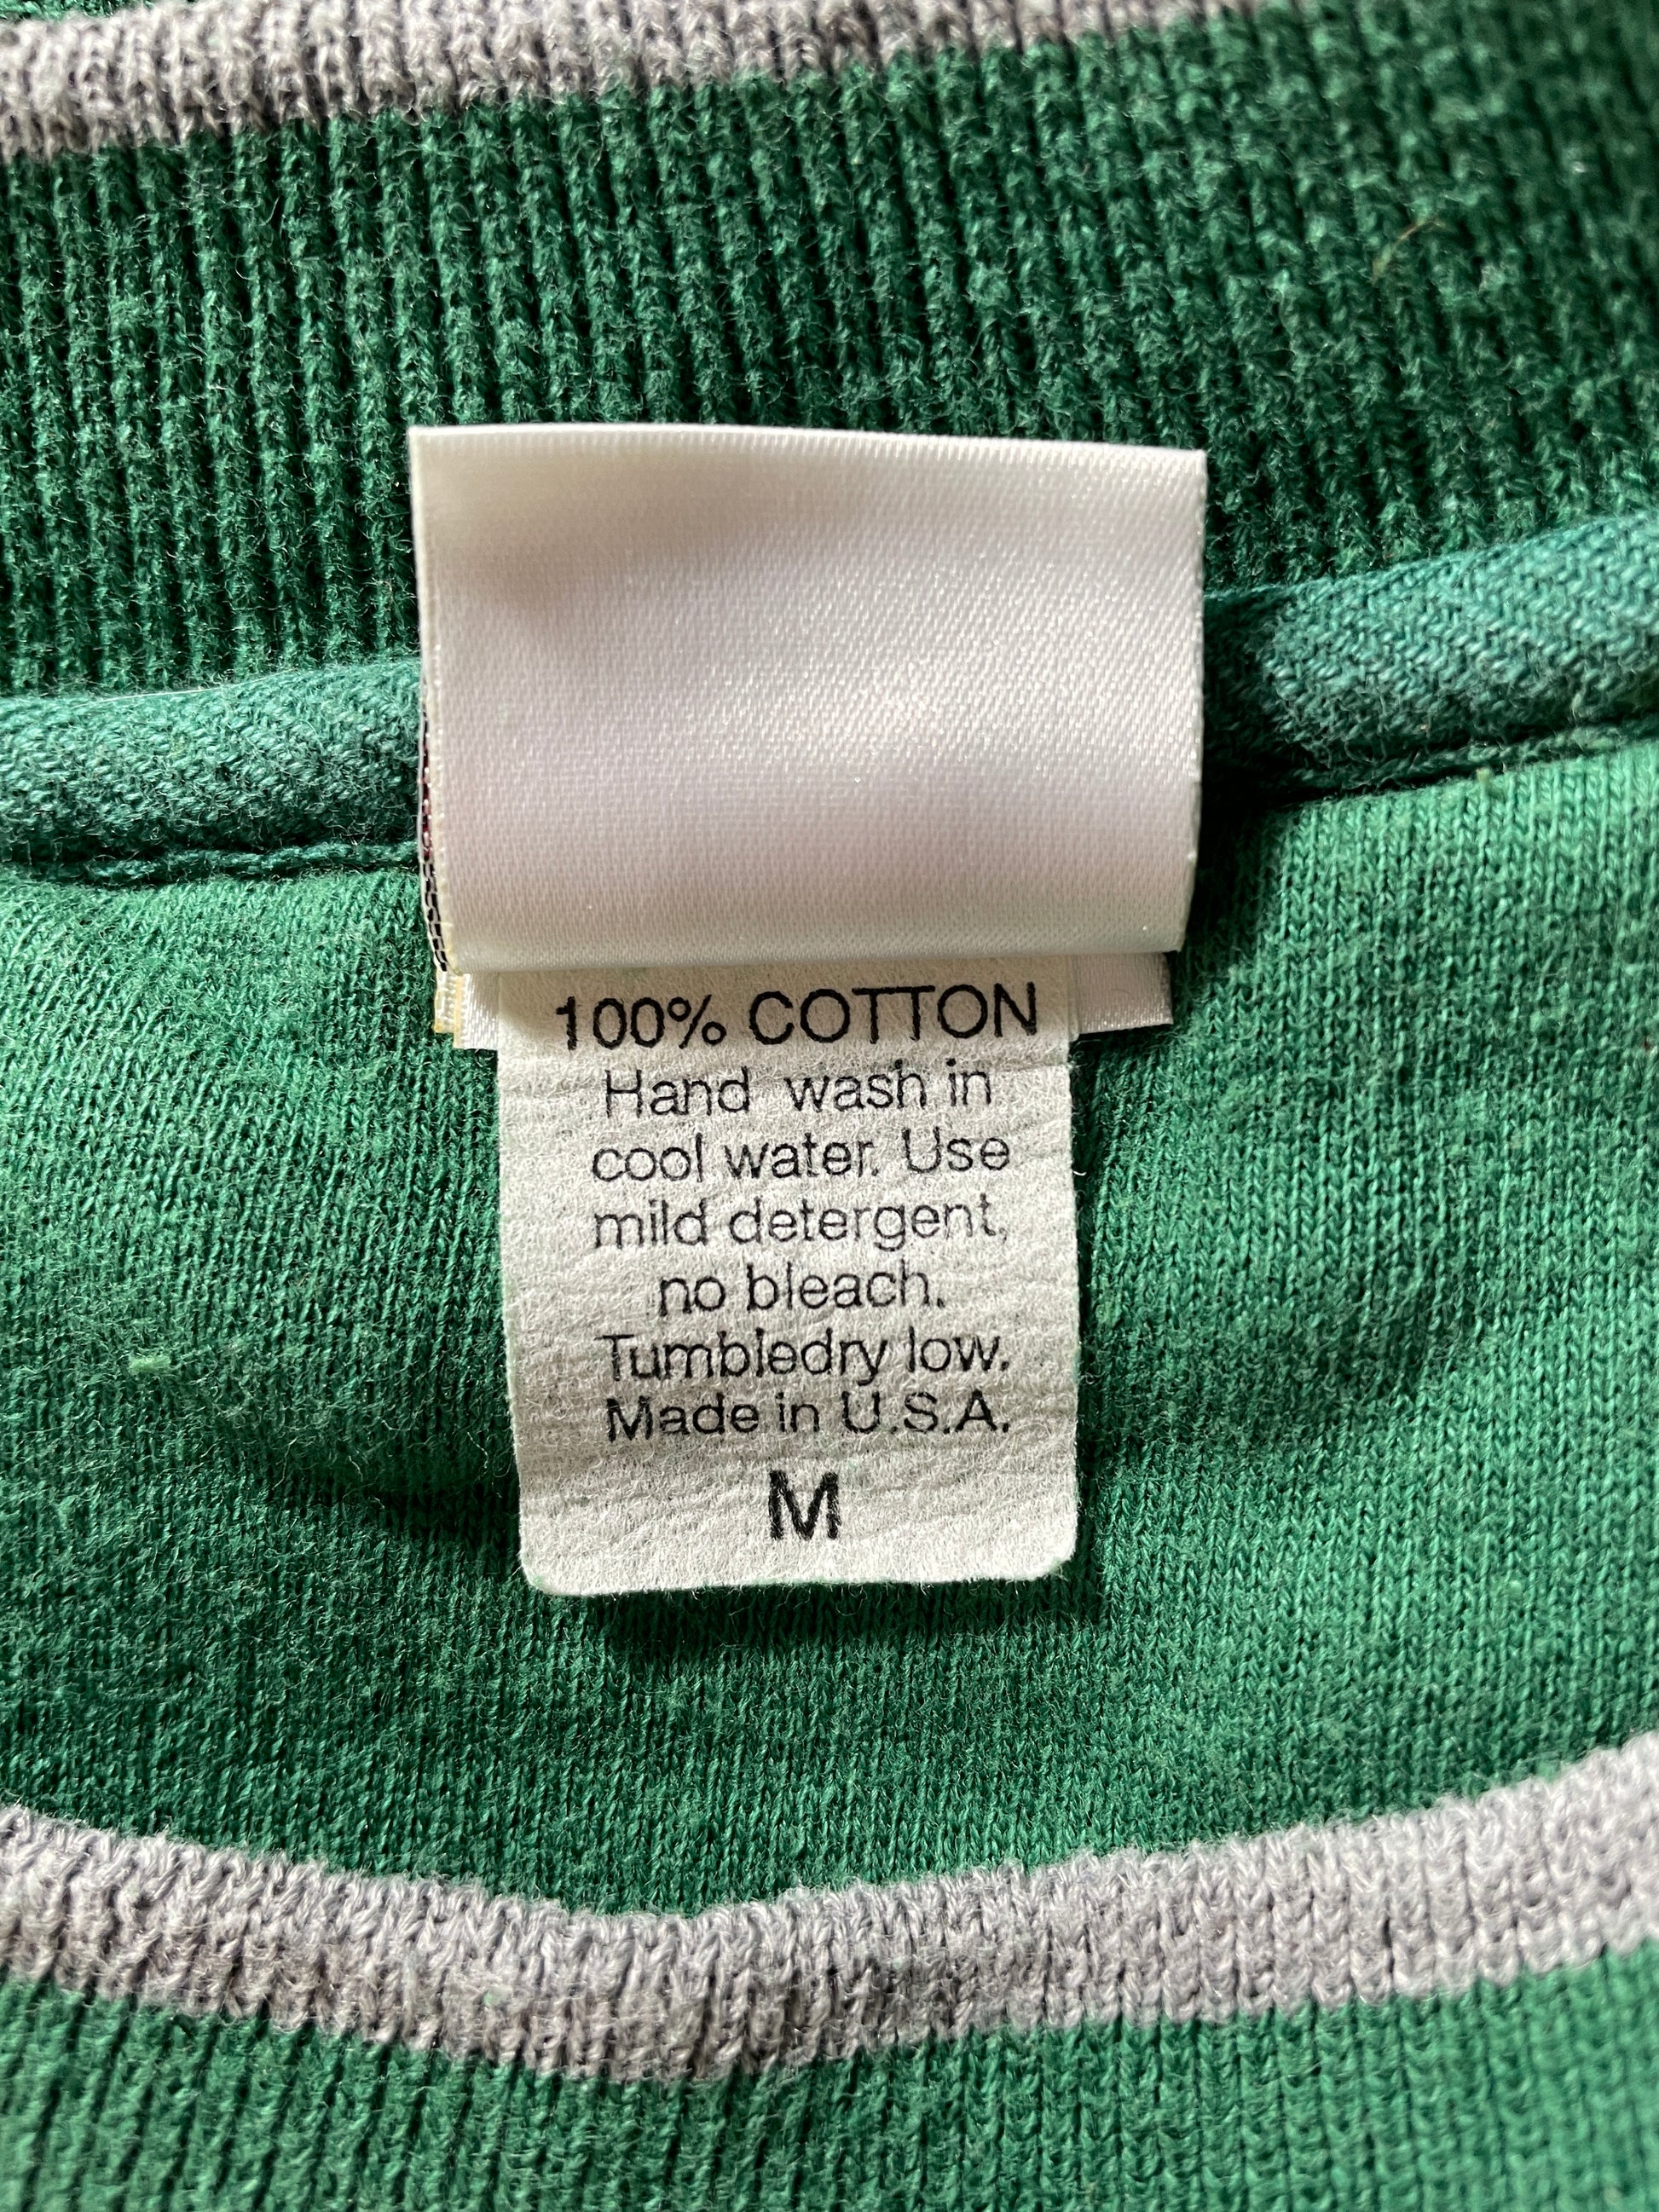 100% COTTON
Hand wash in
cool water. Use
mild detergent,
no bleach.
Tumbledry low.
Made in U.S.A.
M